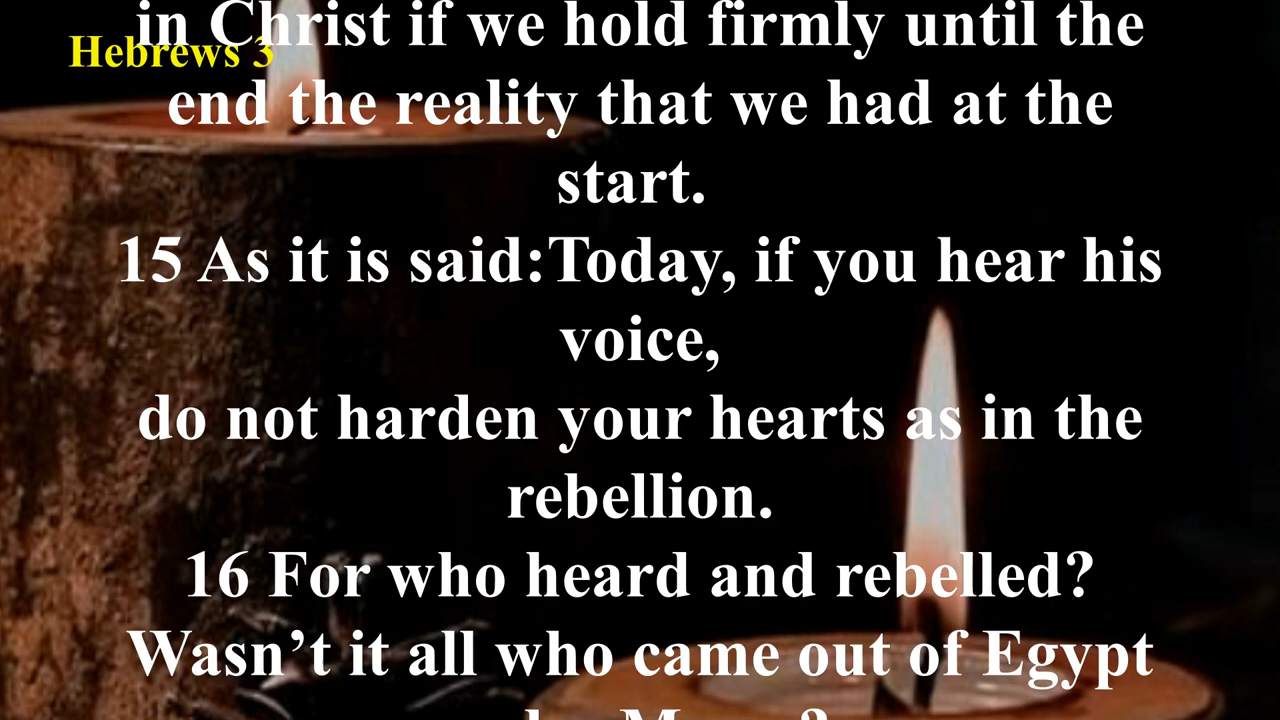 in Christ if we hold firmly until the
Hebrews 3
end the reality that we had at the
start.
15 As it is said:Today, if you hear his
voice,
do not harden your hearts as in the
rebellion.
16 For who heard and rebelled?
Wasn’t it all who came out of Egypt